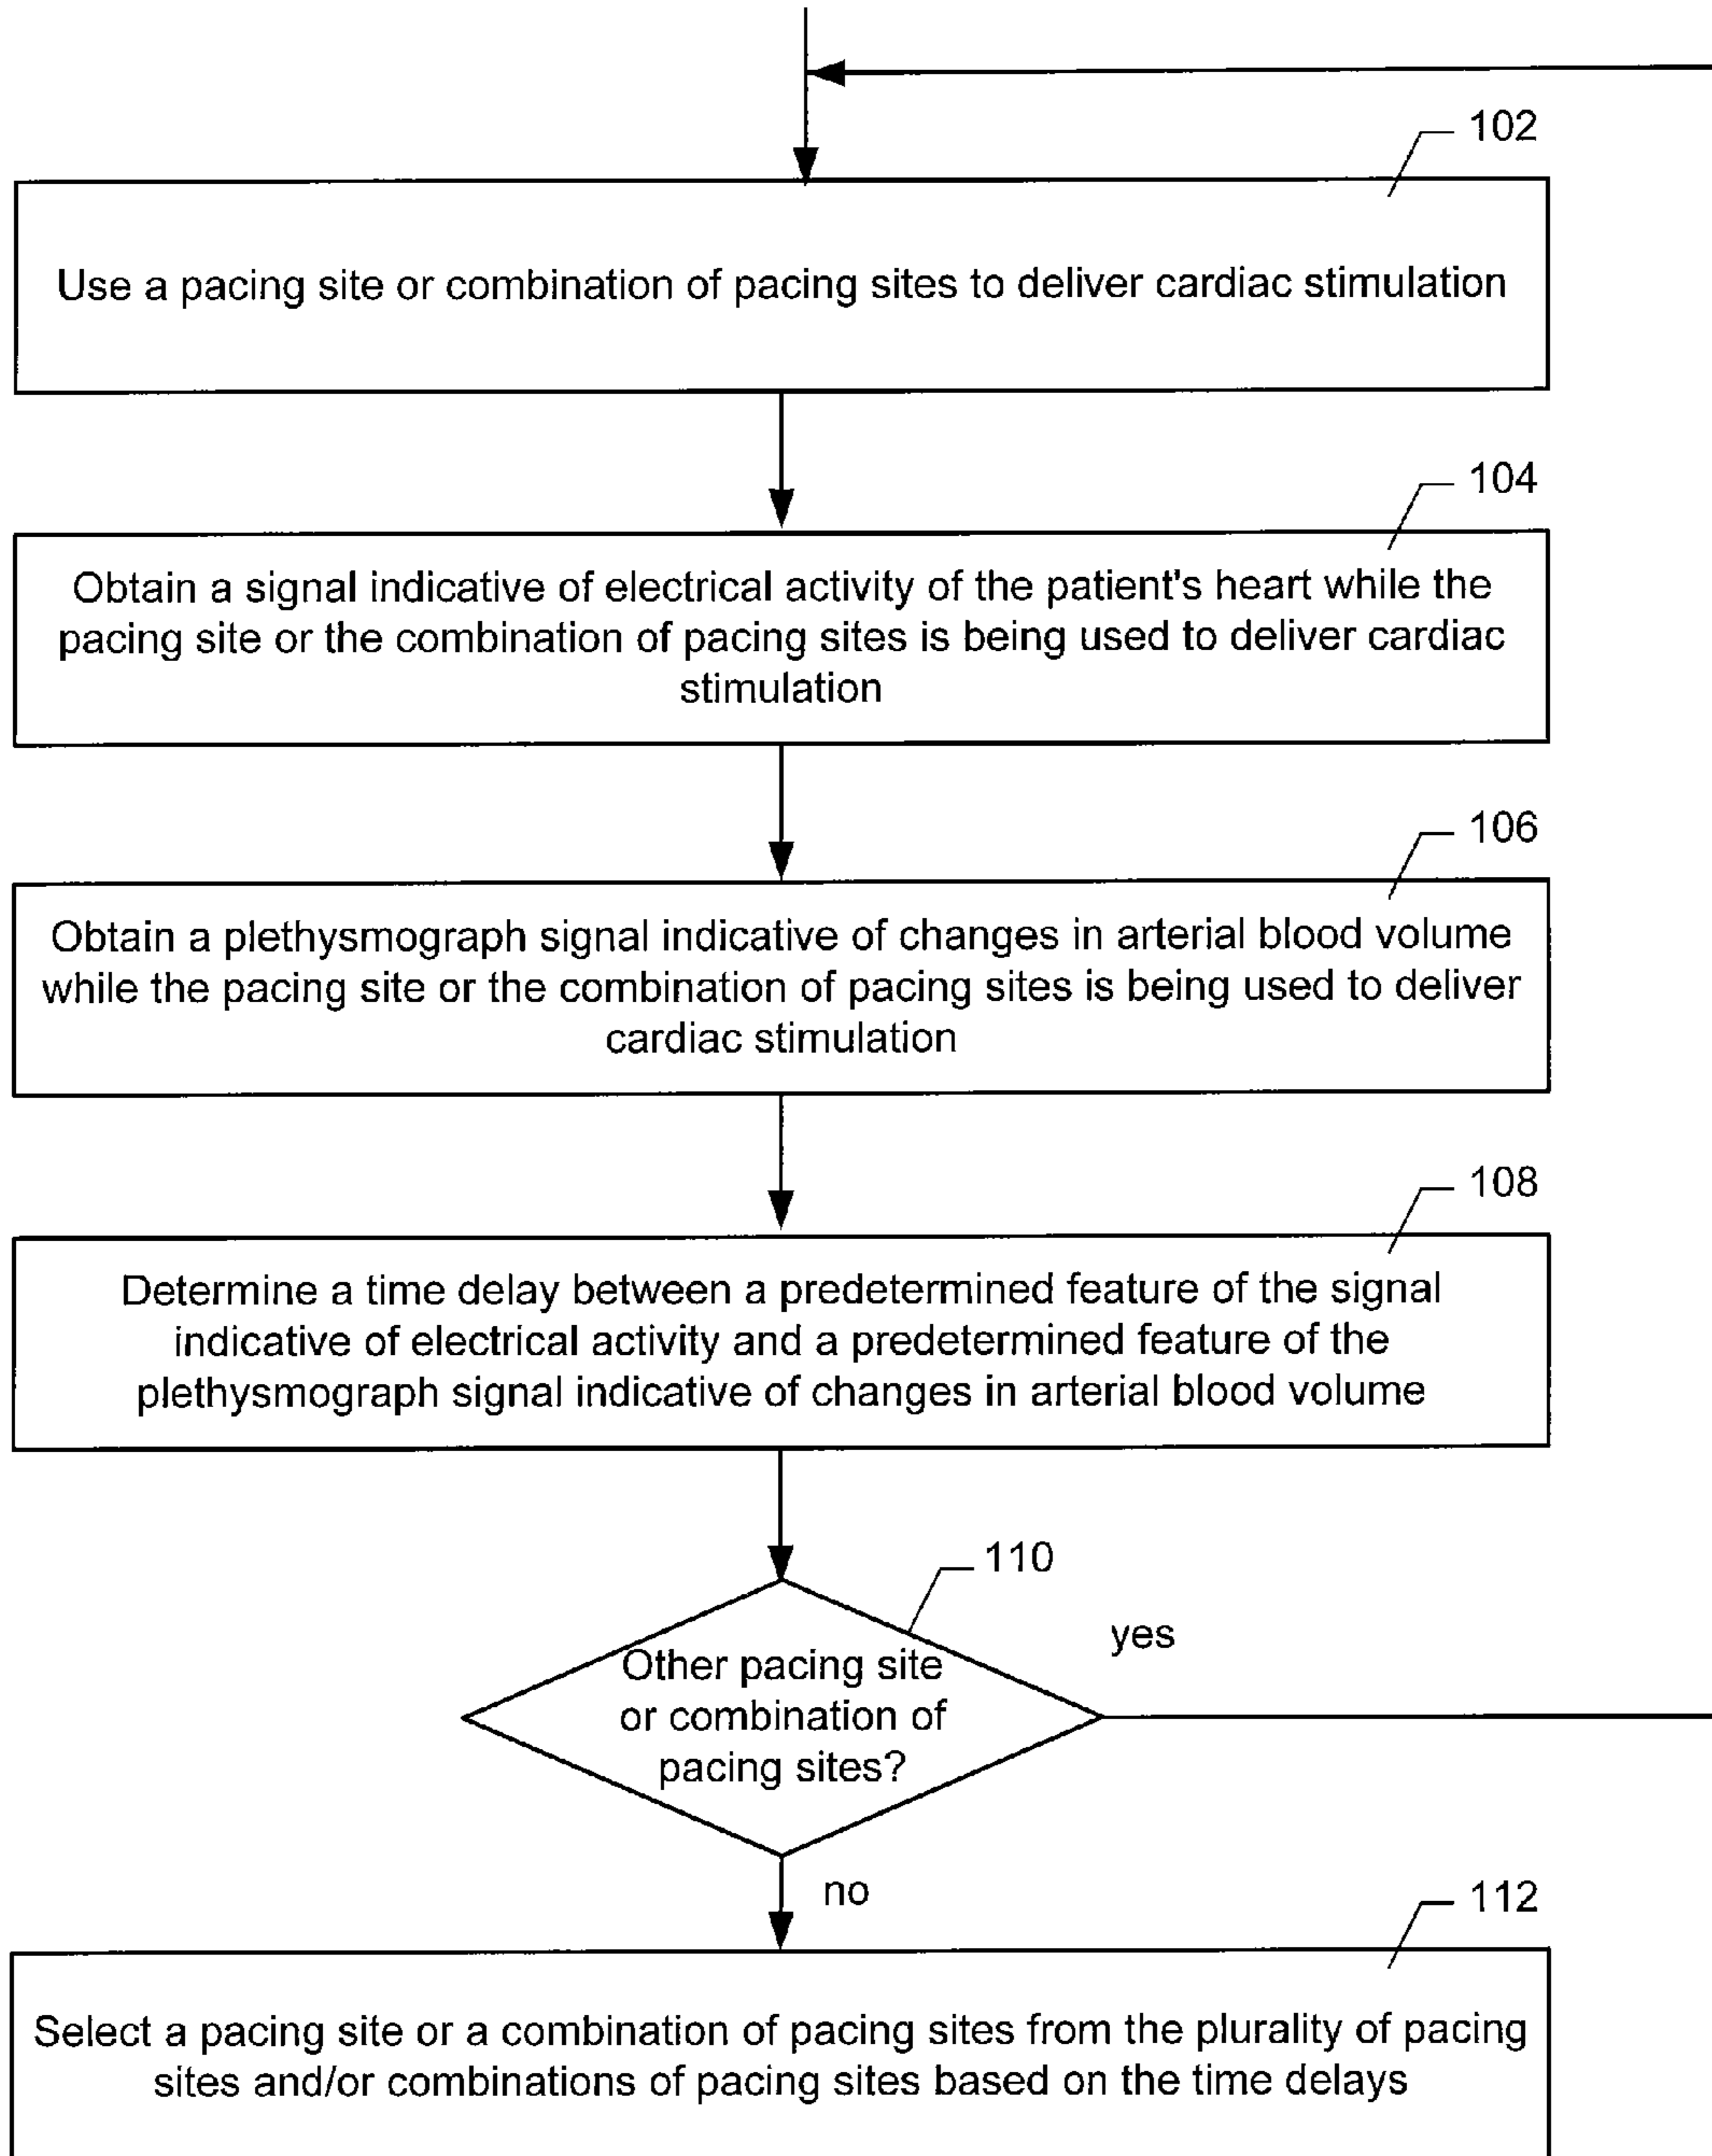 102
Use a pacing site or combination of pacing sites to deliver cardiac stimulation
104
Obtain a signal indicative of electrical activity of the patient's heart while the
pacing site or the combination of pacing sites is being used to deliver cardiac
stimulation
106
Obtain a plethysmograph signal indicative of changes in arterial blood volume
while the pacing site or the combination of pacing sites is being used to deliver
cardiac stimulation
108
Determine a time delay between a predetermined feature of the signal
indicative of electrical activity and a predetermined feature of the
plethysmograph signal indicative of changes in arterial blood volume
110
yes
Other pacing site
or combination of
pacing sites?
no
112
Select a pacing site or a combination of pacing sites from the plurality of pacing
sites and/or combinations of pacing sites based on the time delays